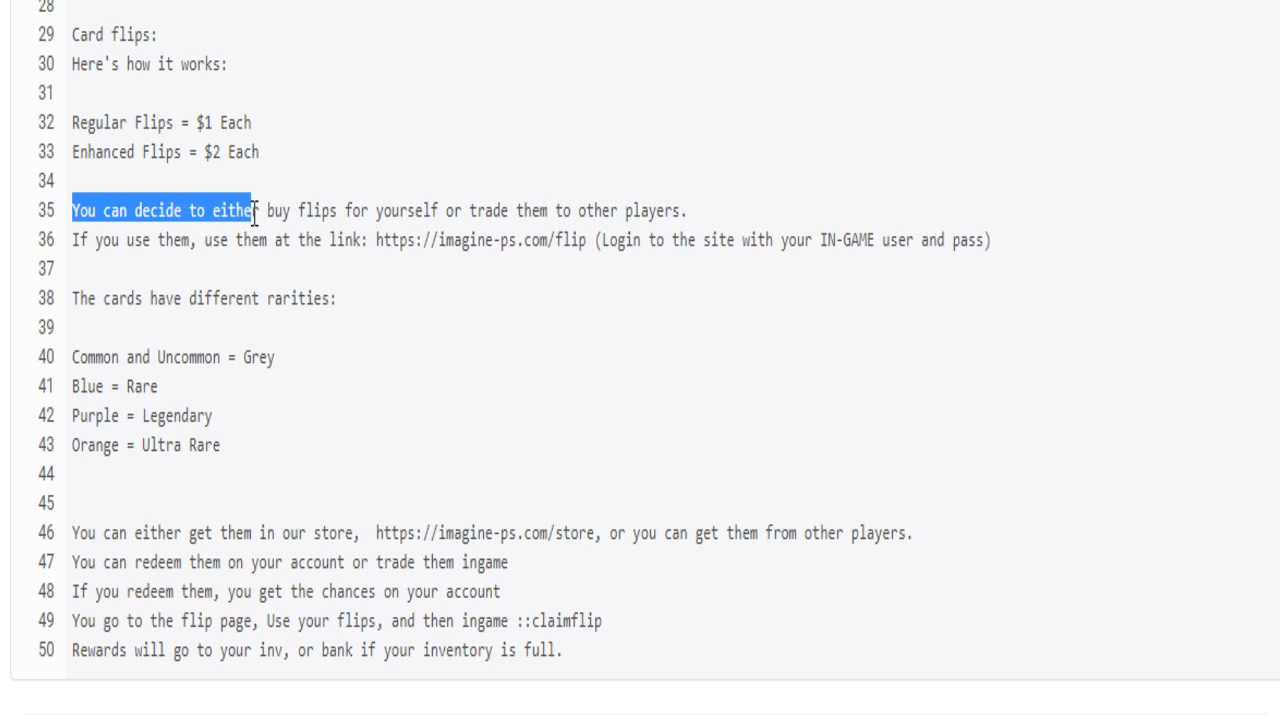 28
29 Card flips:
30 Here's how it works:
31
32 Regular Flips = $1 Each
33 Enhanced Flips = $2 Each
34
35 You can decide to either buy flips for yourself or trade them to other players.
36 If you use them, use them at the link: https://imagine-ps.com/flip (Login to the site with your IN-GAME user and pass)
37
38 The cards have different rarities:
39
40 Common and Uncommon = Grey
41 Blue = Rare
42 Purple = Legendary
43 Orange = Ultra Rare
44
45
46 You can either get them in our store,  https://imagine-ps.com/store, or you can get them from other players.
47 You can redeem them on your account or trade them ingame
48 If you redeem them, you get the chances on your account
49 You go to the flip page, Use your flips, and then ingame ::claimflip
50 Rewards will go to your inv, or bank if your inventory is full.